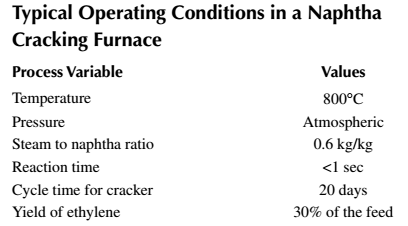 Typical Operating Conditions in a Naphtha
Cracking Furnace
Process Variable Values
Temperature 800°C
Pressure Atmospheric
Steam to naphtha ratio 0.6 kg/kg
Reaction time <1 sec
Cycle time for cracker 20 days
Yield of ethylene 30% of the feed